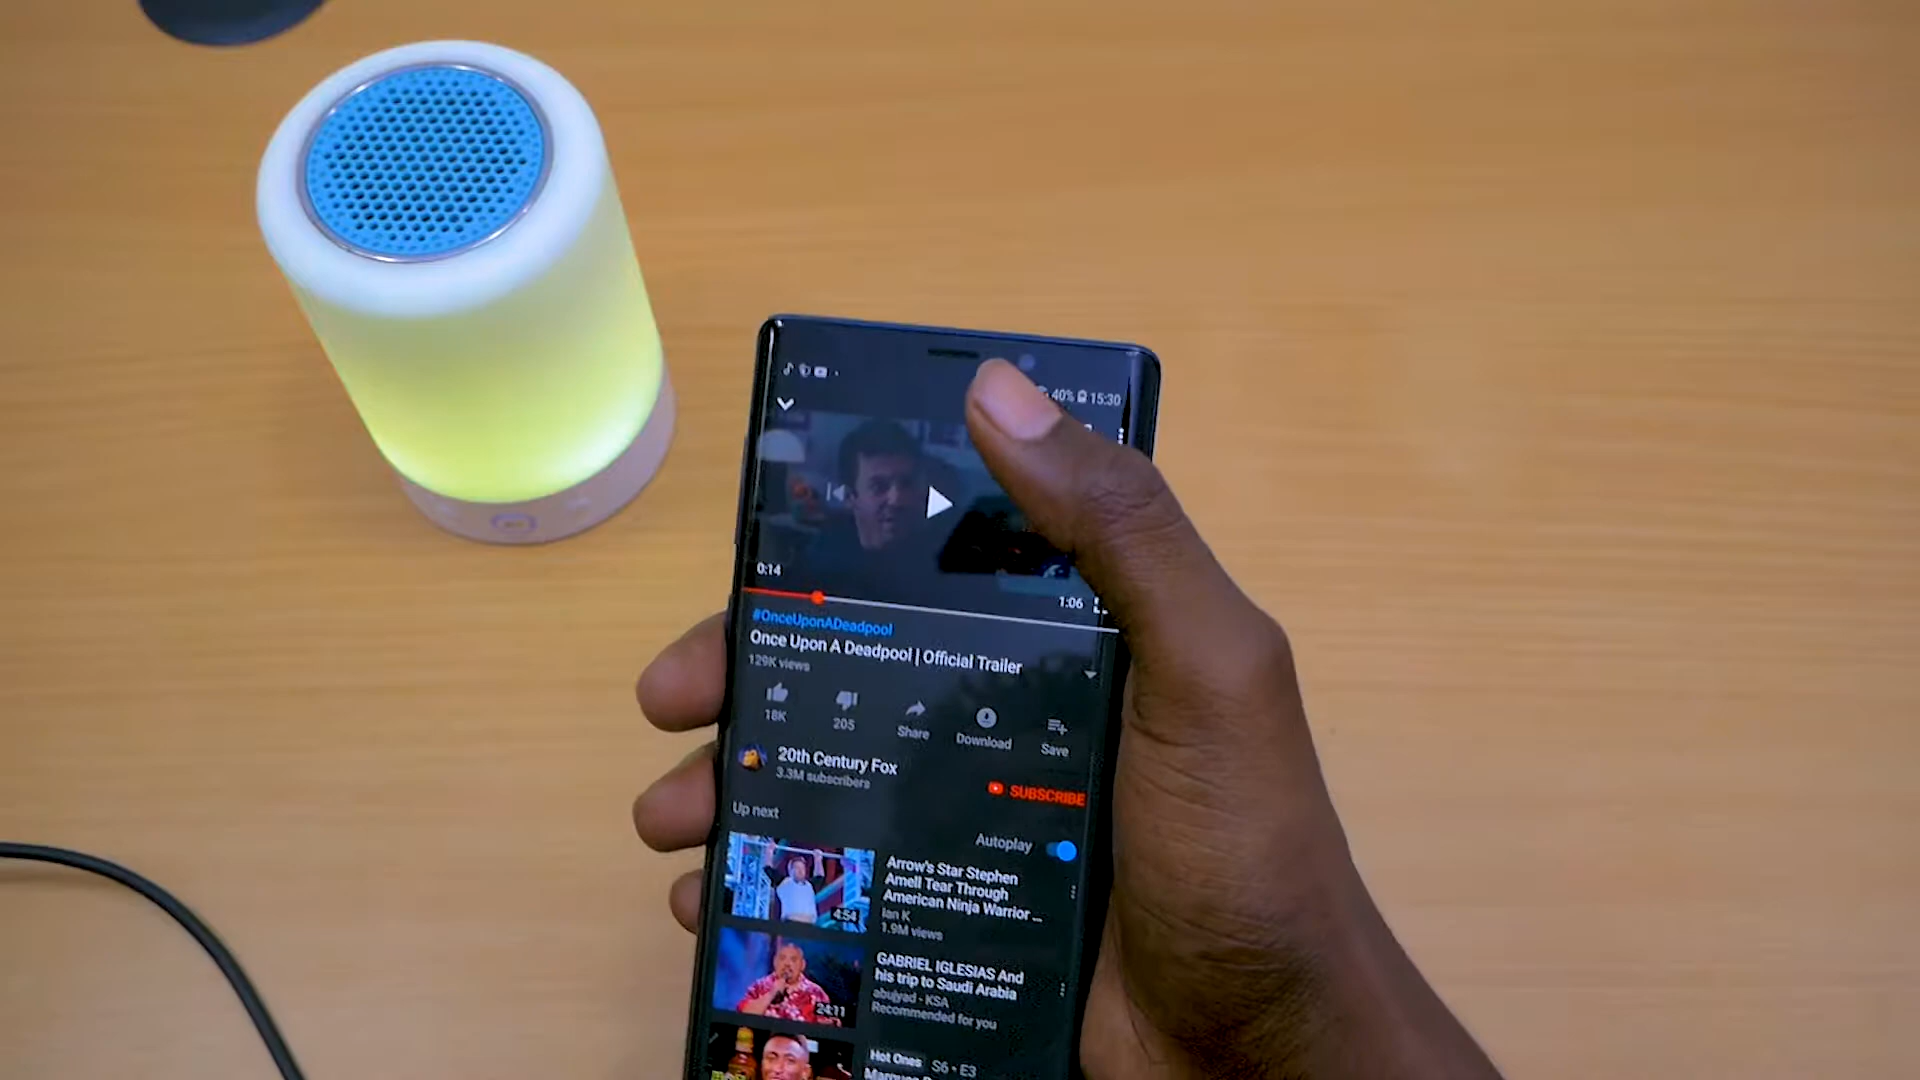 40% 15:30
0:14
1:06
#OnceUponADeadpool
Once Upon A Deadpool | Official Trailer
129K views
18K
205
Share
Download
Save
20th Century Fox
3.3M subscribers
SUBSCRIBE
Up next
Autoplay
4:54
Arrow's Star Stephen
Amell Tear Through
American Ninja Warrior ...
Ian K
1.9M views
24:11
GABRIEL IGLESIAS And
his trip to Saudi Arabia
abujyad - KSA
Recommended for you
Hot Ones S6 • E3